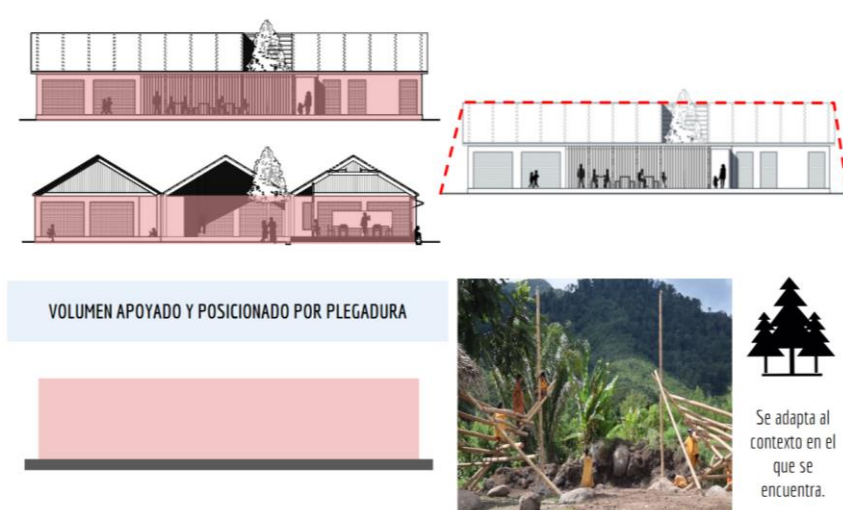 VOLUMEN APOYADO Y POSICIONADO POR PLEGADURA
Se adapta al
contexto en el
que se
encuentra.